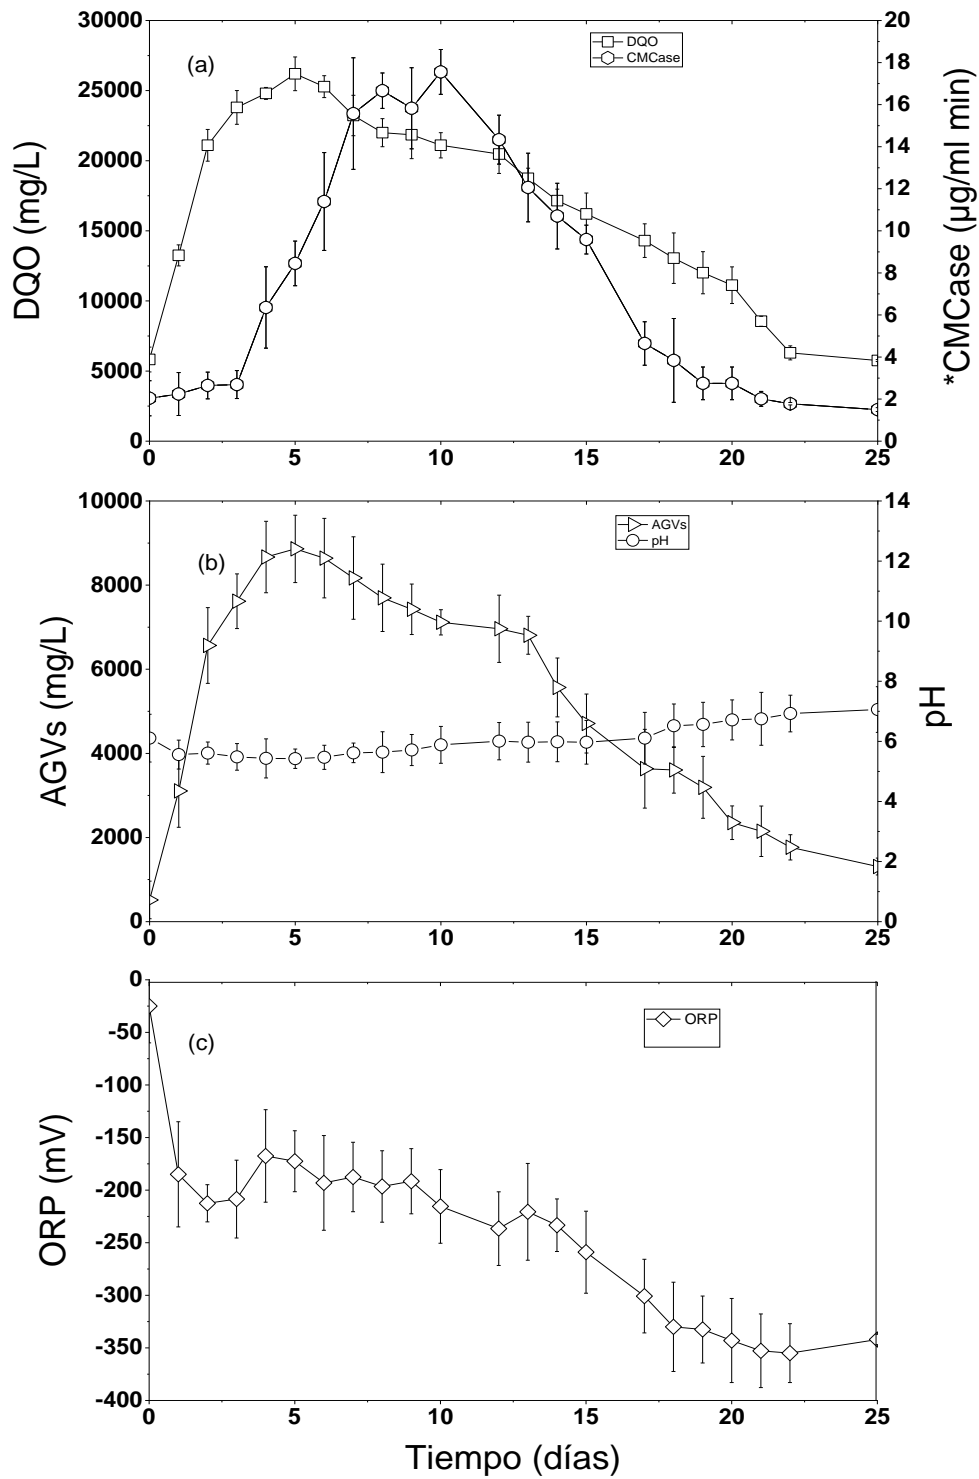 30000
25000
20000
15000
10000
5000
0
DQO (mg/L)
(a)
DQO
CMCase
20
18
16
14
12
10
8
6
4
2
0
*CMCase (µg/ml min)
0 5 10 15 20 25
10000
8000
6000
4000
2000
0
AGVs (mg/L)
(b)
AGVs
pH
14
12
10
8
6
4
2
0
pH
0 5 10 15 20 25
0
-50
-100
-150
-200
-250
-300
-350
-400
ORP (mV)
(c)
ORP
0 5 10 15 20 25
Tiempo (días)